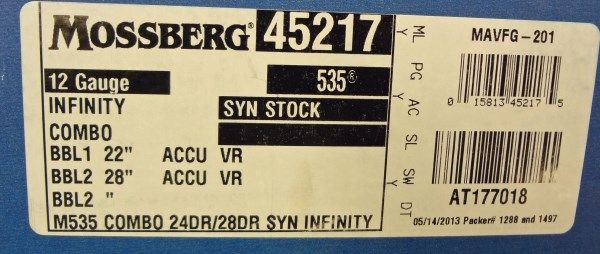 MOSSBERG® 45217
12 Gauge 535®
INFINITY SYN STOCK
COMBO
BBL1 22" ACCU VR
BBL2 28" ACCU VR
BBL2 "
M535 COMBO 24DR/28DR SYN INFINITY
ML Y
PG
AC Y
SL
SW Y
DT
MAVFG-201
0 15813 45217 5
AT177018
05/14/2013 Packer# 1288 and 1497